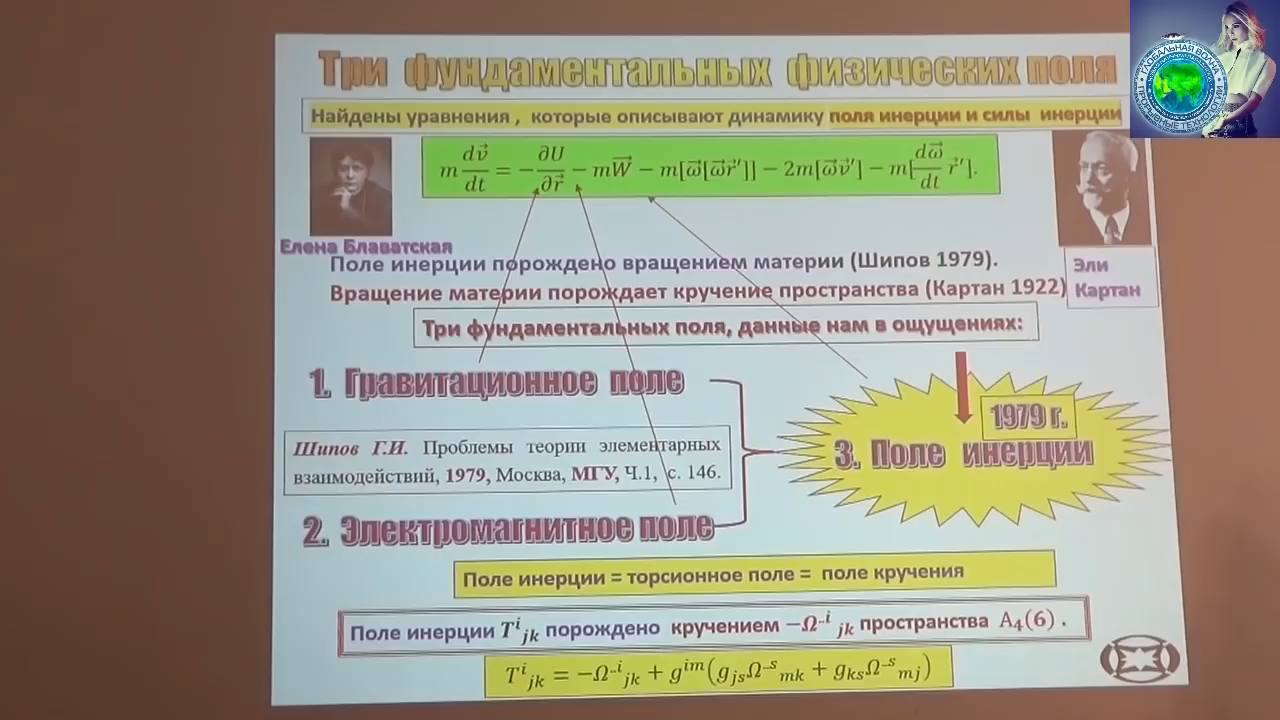 Три фундаментальных физических поля
Найдены уравнения , которые описывают динамику поля инерции и силы инерции
m dv⃗/dt = − ∂U/∂r⃗ − mW⃗ − m[ω⃗[ω⃗r⃗′]] − 2m[ω⃗v⃗′] − m[dω⃗/dt r⃗′].
Елена Блаватская
Поле инерции порождено вращением материи (Шипов 1979).
Вращение материи порождает кручение пространства (Картан 1922)
Эли
Картан
Три фундаментальных поля, данные нам в ощущениях:
1. Гравитационное поле
1979 г.
3. Поле инерции
Шипов Г.И. Проблемы теории элементарных
взаимодействий, 1979, Москва, МГУ, Ч.1, с. 146.
2. Электромагнитное поле
Поле инерции = торсионное поле = поле кручения
Поле инерции Tⁱjk порождено кручением −Ω⁻ⁱjk пространства A₄(6) .
Tⁱjk = −Ω⁻ⁱjk + gⁱᵐ(gjsΩ⁻ˢmk + gksΩ⁻ˢmj)
ГЛОБАЛЬНАЯ ВОЛНА
ПРОРЫВНЫЕ ТЕХНОЛОГИИ